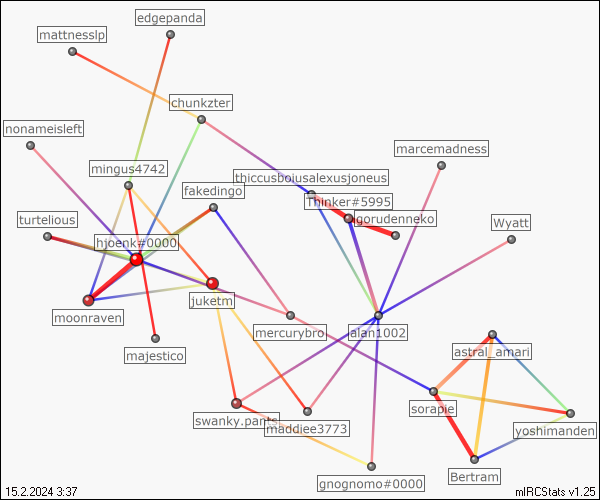 edgepanda
mattnesslp
chunkzter
nonameisleft
marcemadness
mingus4742
thiccusboiusalexusjoneus
fakedingo
Thinker#5995
gorudenneko
turtelious
Wyatt
hjoenk#0000
juketm
moonraven
mercurybro
alan1002
majestico
astral_amari
sorapie
swanky.pants
maddiee3773
yoshimanden
Bertram
gnognomo#0000
15.2.2024 3:37
mIRCStats v1.25